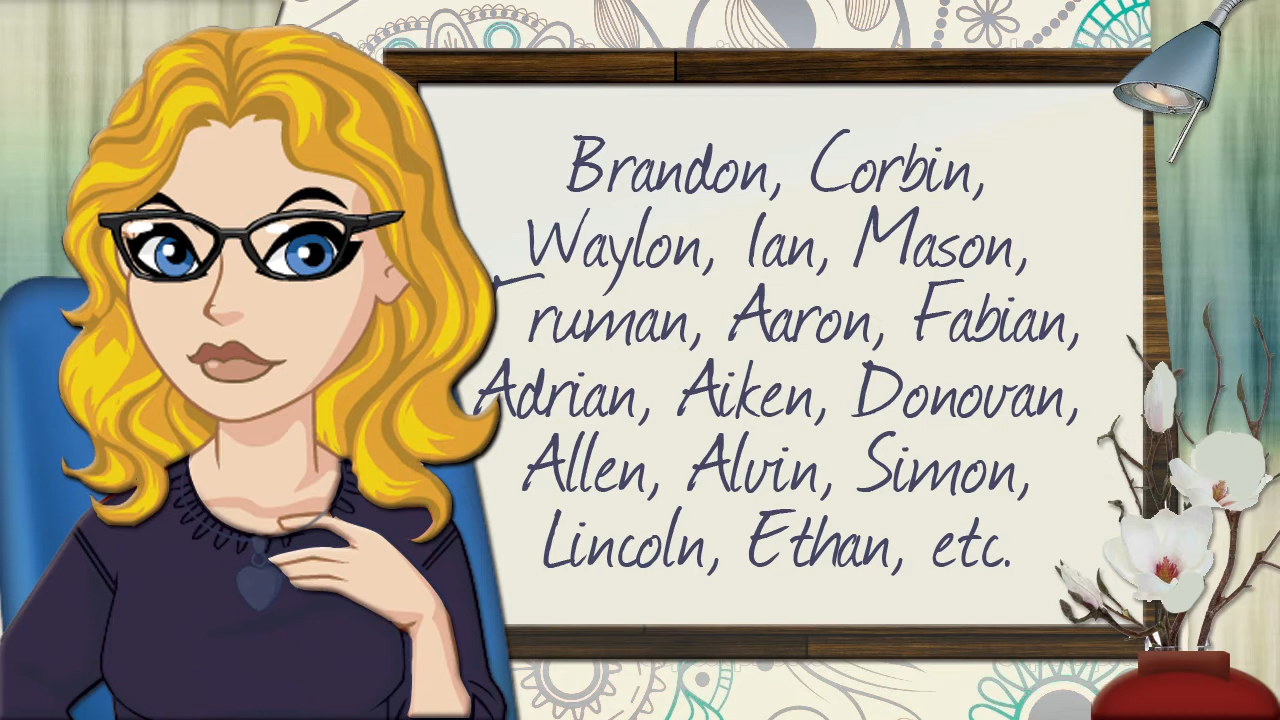 Brandon, Corbin,
Waylon, Ian, Mason,
Truman, Aaron, Fabian,
Adrian, Aiken, Donovan,
Allen, Alvin, Simon,
Lincoln, Ethan, etc.